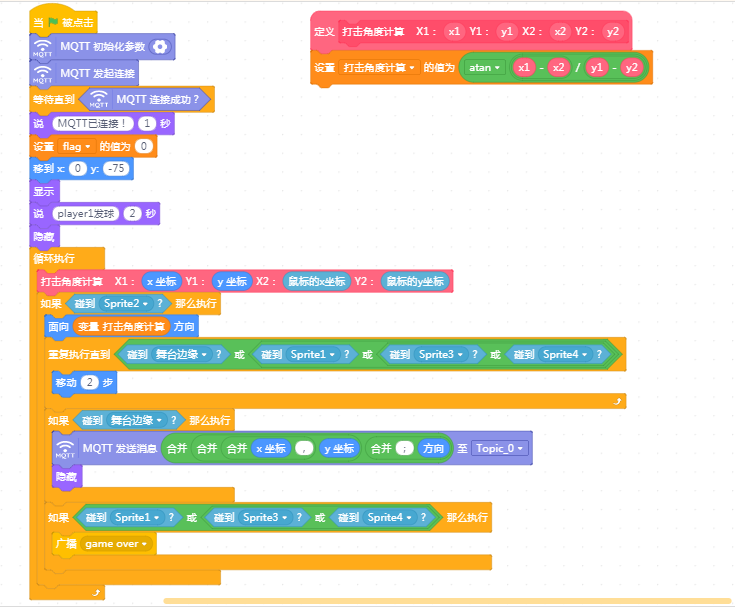 当 被点击
MQTT MQTT 初始化参数
MQTT MQTT 发起连接
等待直到 MQTT MQTT 连接成功？
说 MQTT已连接！ 1 秒
设置 flag 的值为 0
移到 x: 0 y: -75
显示
说 player1发球 2 秒
隐藏
循环执行
打击角度计算 X1： x 坐标 Y1： y 坐标 X2： 鼠标的x坐标 Y2： 鼠标的y坐标
如果 碰到 Sprite2 ？ 那么执行
面向 变量 打击角度计算 方向
重复执行直到 碰到 舞台边缘 ？ 或 碰到 Sprite1 ？ 或 碰到 Sprite3 ？ 或 碰到 Sprite4 ？
移动 2 步
如果 碰到 舞台边缘 ？ 那么执行
MQTT MQTT 发送消息 合并 合并 合并 x 坐标 , y 坐标 合并 ; 方向 至 Topic_0
隐藏
如果 碰到 Sprite1 ？ 或 碰到 Sprite3 ？ 或 碰到 Sprite4 ？ 那么执行
广播 game over
定义 打击角度计算 X1： x1 Y1： y1 X2： x2 Y2： y2
设置 打击角度计算 的值为 atan x1 - x2 / y1 - y2